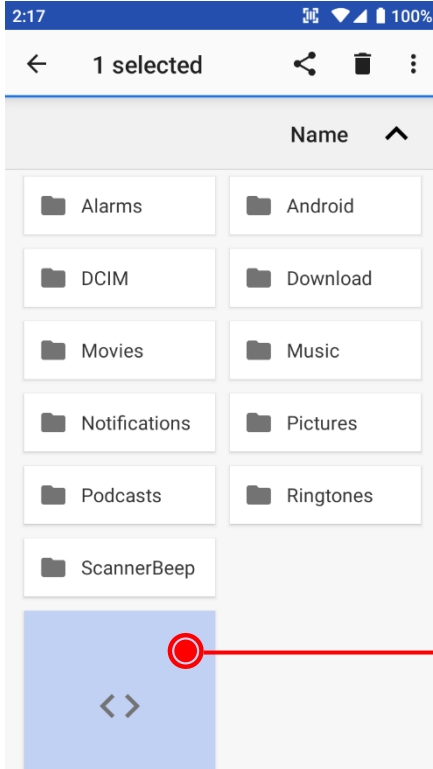 2:17 100%
1 selected
Name
Alarms Android
DCIM Download
Movies Music
Notifications Pictures
Podcasts Ringtones
ScannerBeep